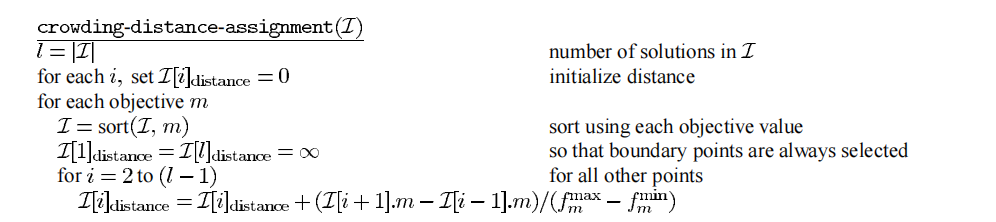 crowding-distance-assignment(ℐ)
l = |ℐ| number of solutions in ℐ
for each i, set ℐ[i]distance = 0 initialize distance
for each objective m
ℐ = sort(ℐ, m) sort using each objective value
ℐ[1]distance = ℐ[l]distance = ∞ so that boundary points are always selected
for i = 2 to (l − 1) for all other points
ℐ[i]distance = ℐ[i]distance + (ℐ[i + 1].m − ℐ[i − 1].m)/(f_m^max − f_m^min)